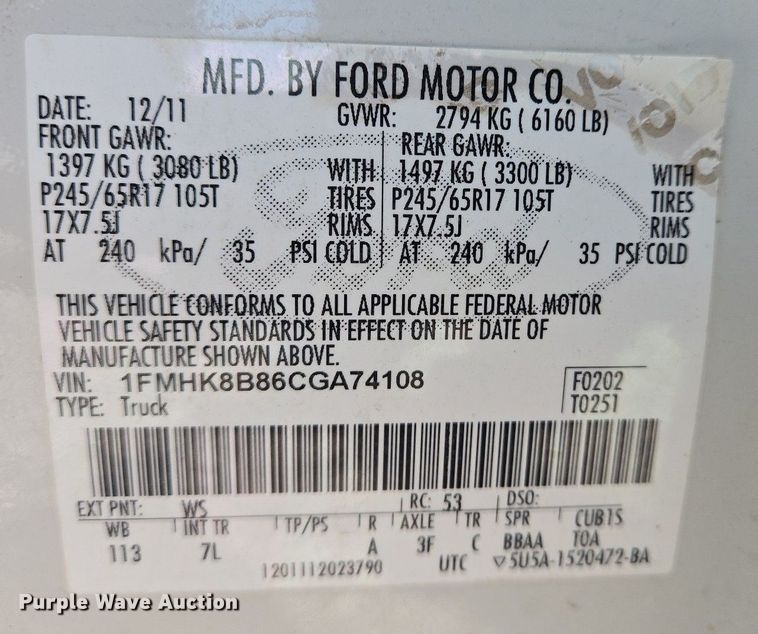 MFD. BY FORD MOTOR CO.
DATE: 12/11 GVWR: 2794 KG ( 6160 LB)
FRONT GAWR: REAR GAWR:
1397 KG ( 3080 LB) WITH 1497 KG ( 3300 LB) WITH
P245/65R17 105T TIRES P245/65R17 105T TIRES
17X7.5J RIMS 17X7.5J RIMS
AT 240 kPa/ 35 PSI COLD AT 240 kPa/ 35 PSI COLD
Ford
THIS VEHICLE CONFORMS TO ALL APPLICABLE FEDERAL MOTOR
VEHICLE SAFETY STANDARDS IN EFFECT ON THE DATE OF
MANUFACTURE SHOWN ABOVE.
VIN: 1FMHK8B86CGA74108 F0202
TYPE: Truck T0251
EXT PNT: WS RC: 53 DSO:
WB INT TR TP/PS R AXLE TR SPR CUBIS
113 7L A 3F C BBAA TOA
1201112023790 UTC ▽5U5A-1520472-BA
Purple Wave Auction